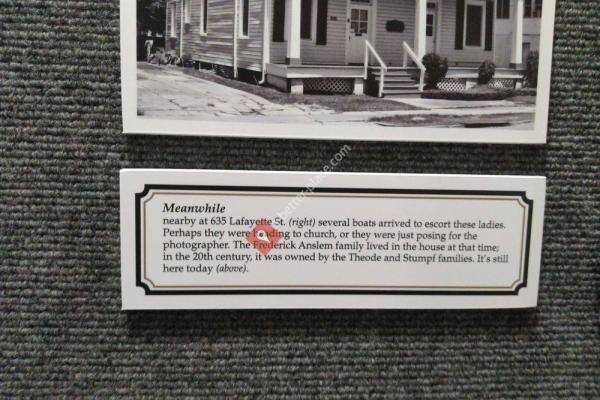 Meanwhile
nearby at 635 Lafayette St. (right) several boats arrived to escort these ladies.
Perhaps they were heading to church, or they were just posing for the
photographer. The Frederick Anslem family lived in the house at that time;
in the 20th century, it was owned by the Theode and Stumpf families. It's still
here today (above).